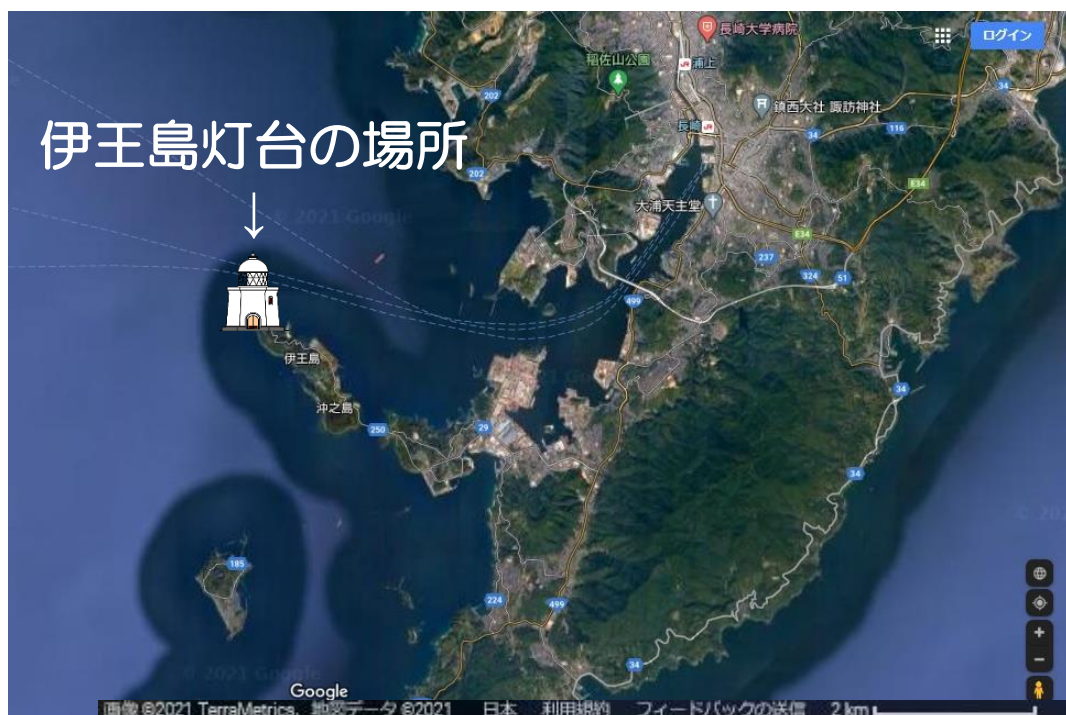 長崎大学病院
ログイン
稲佐山公園
浦上
202
34
鎮西大社 諏訪神社
長崎
34
116
伊王島灯台の場所
202
E34
© 2021 Google
大浦天主堂
E34
237
324
51
499
伊王島
34
沖之島
250
29
34
185
224
499
34
© 2021 Google
Google
画像 ©2021 TerraMetrics、地図データ ©2021 日本 利用規約 フィードバックの送信 2 km